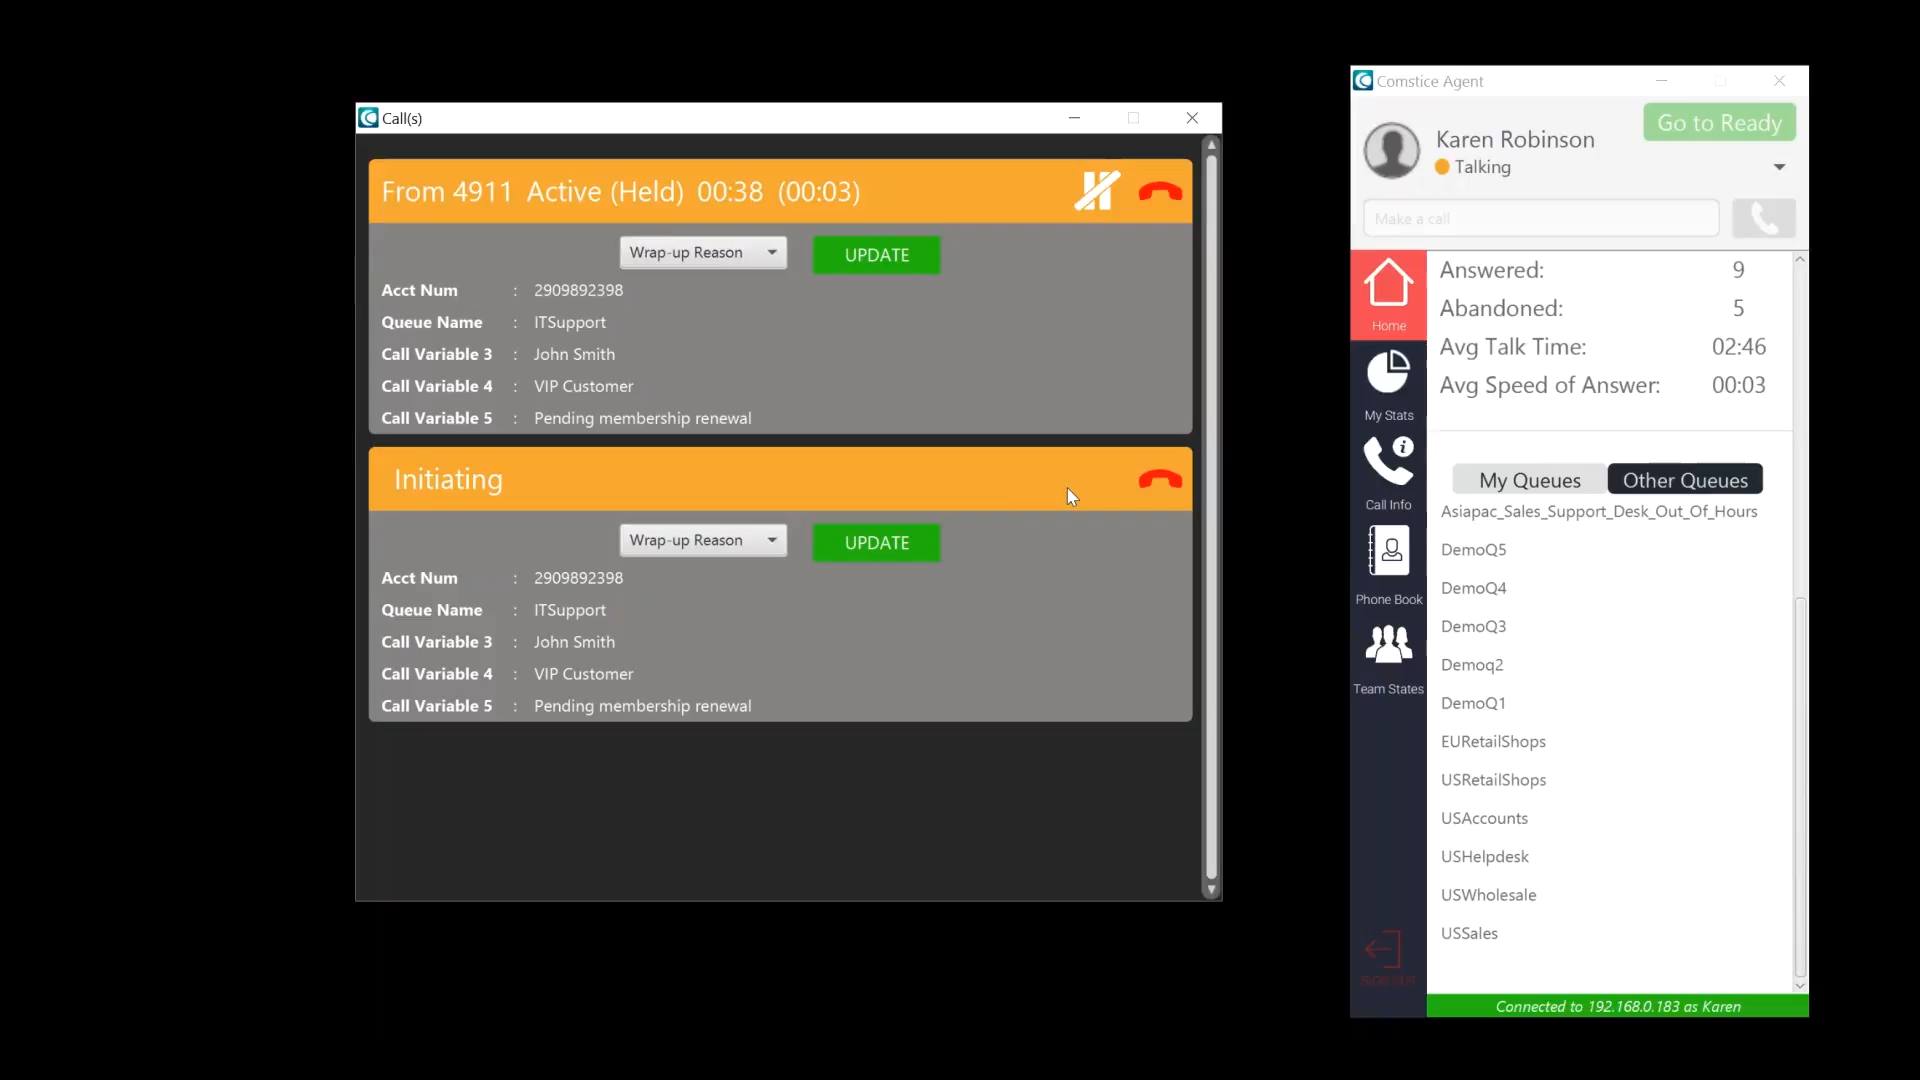 Call(s)
From 4911 Active (Held) 00:38 (00:03)
Wrap-up Reason
UPDATE
Acct Num : 2909892398
Queue Name : ITSupport
Call Variable 3 : John Smith
Call Variable 4 : VIP Customer
Call Variable 5 : Pending membership renewal
Initiating
Wrap-up Reason
UPDATE
Acct Num : 2909892398
Queue Name : ITSupport
Call Variable 3 : John Smith
Call Variable 4 : VIP Customer
Call Variable 5 : Pending membership renewal
Comstice Agent
Go to Ready
Karen Robinson
Talking
Make a call
Home
My Stats
Call Info
Phone Book
Team States
Answered: 9
Abandoned: 5
Avg Talk Time: 02:46
Avg Speed of Answer: 00:03
My Queues
Other Queues
Asiapac_Sales_Support_Desk_Out_Of_Hours
DemoQ5
DemoQ4
DemoQ3
Demoq2
DemoQ1
EURetailShops
USRetailShops
USAccounts
USHelpdesk
USWholesale
USSales
Connected to 192.168.0.183 as Karen